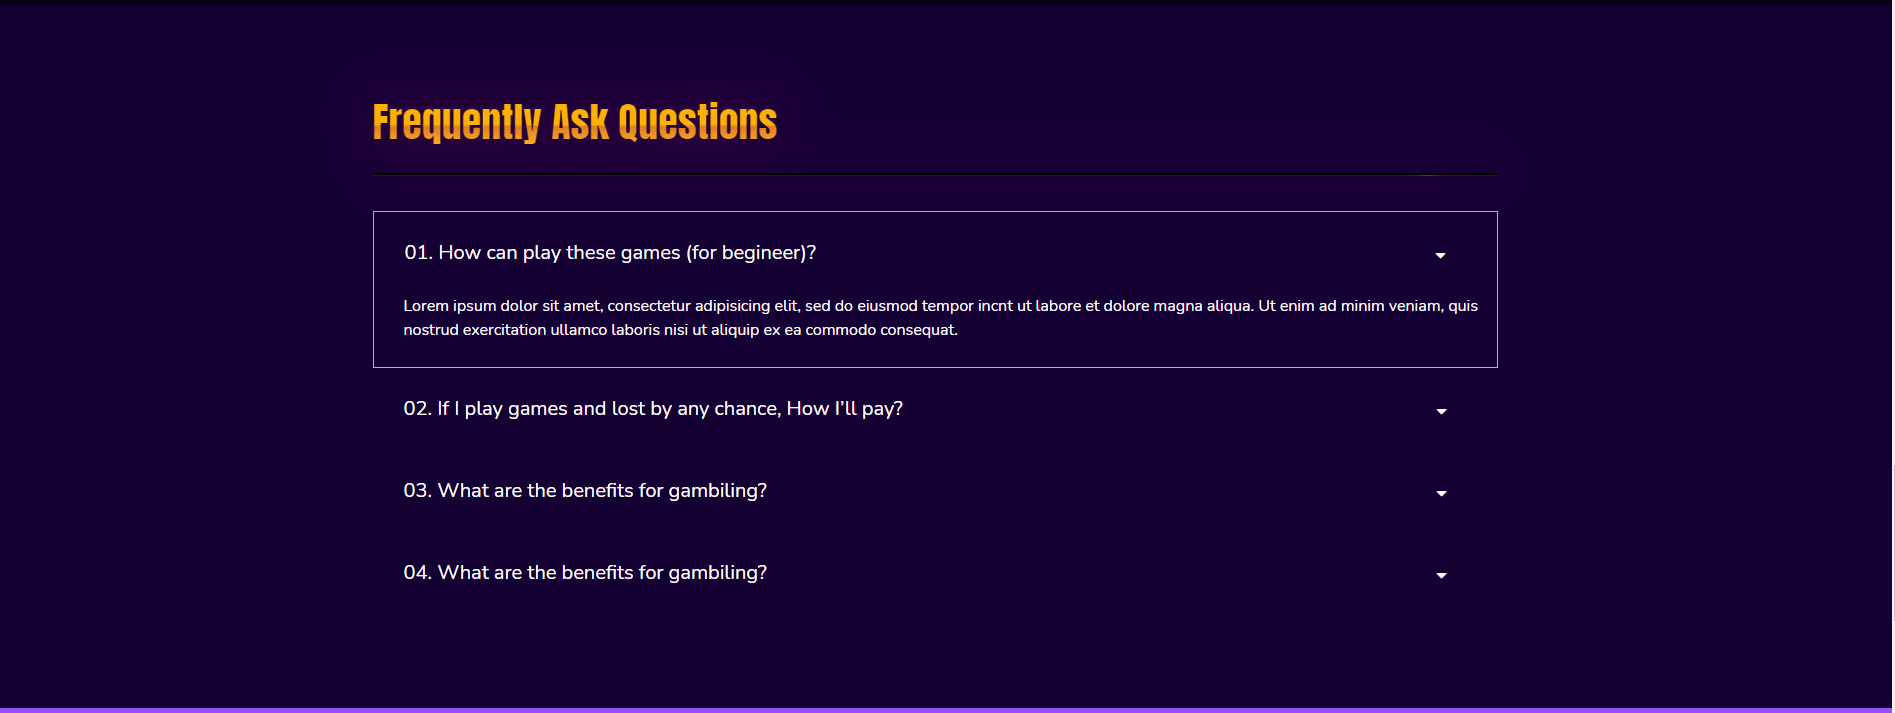 Frequently Ask Questions
01. How can play these games (for begineer)?
Lorem ipsum dolor sit amet, consectetur adipisicing elit, sed do eiusmod tempor incnt ut labore et dolore magna aliqua. Ut enim ad minim veniam, quis
nostrud exercitation ullamco laboris nisi ut aliquip ex ea commodo consequat.
02. If I play games and lost by any chance, How I’ll pay?
03. What are the benefits for gambiling?
04. What are the benefits for gambiling?